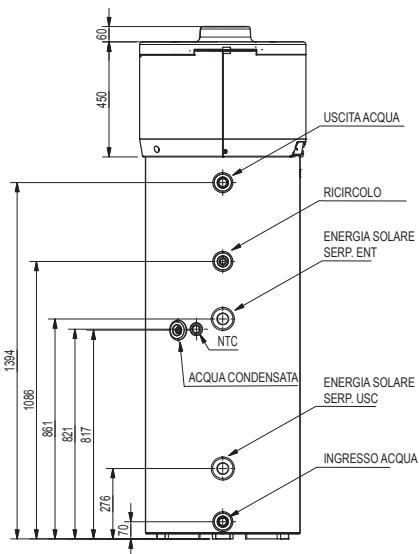 60
450
USCITA ACQUA
RICIRCOLO
ENERGIA SOLARE
SERP. ENT
NTC
ACQUA CONDENSATA
ENERGIA SOLARE
SERP. USC
INGRESSO ACQUA
1394
1086
861
821
817
276
70